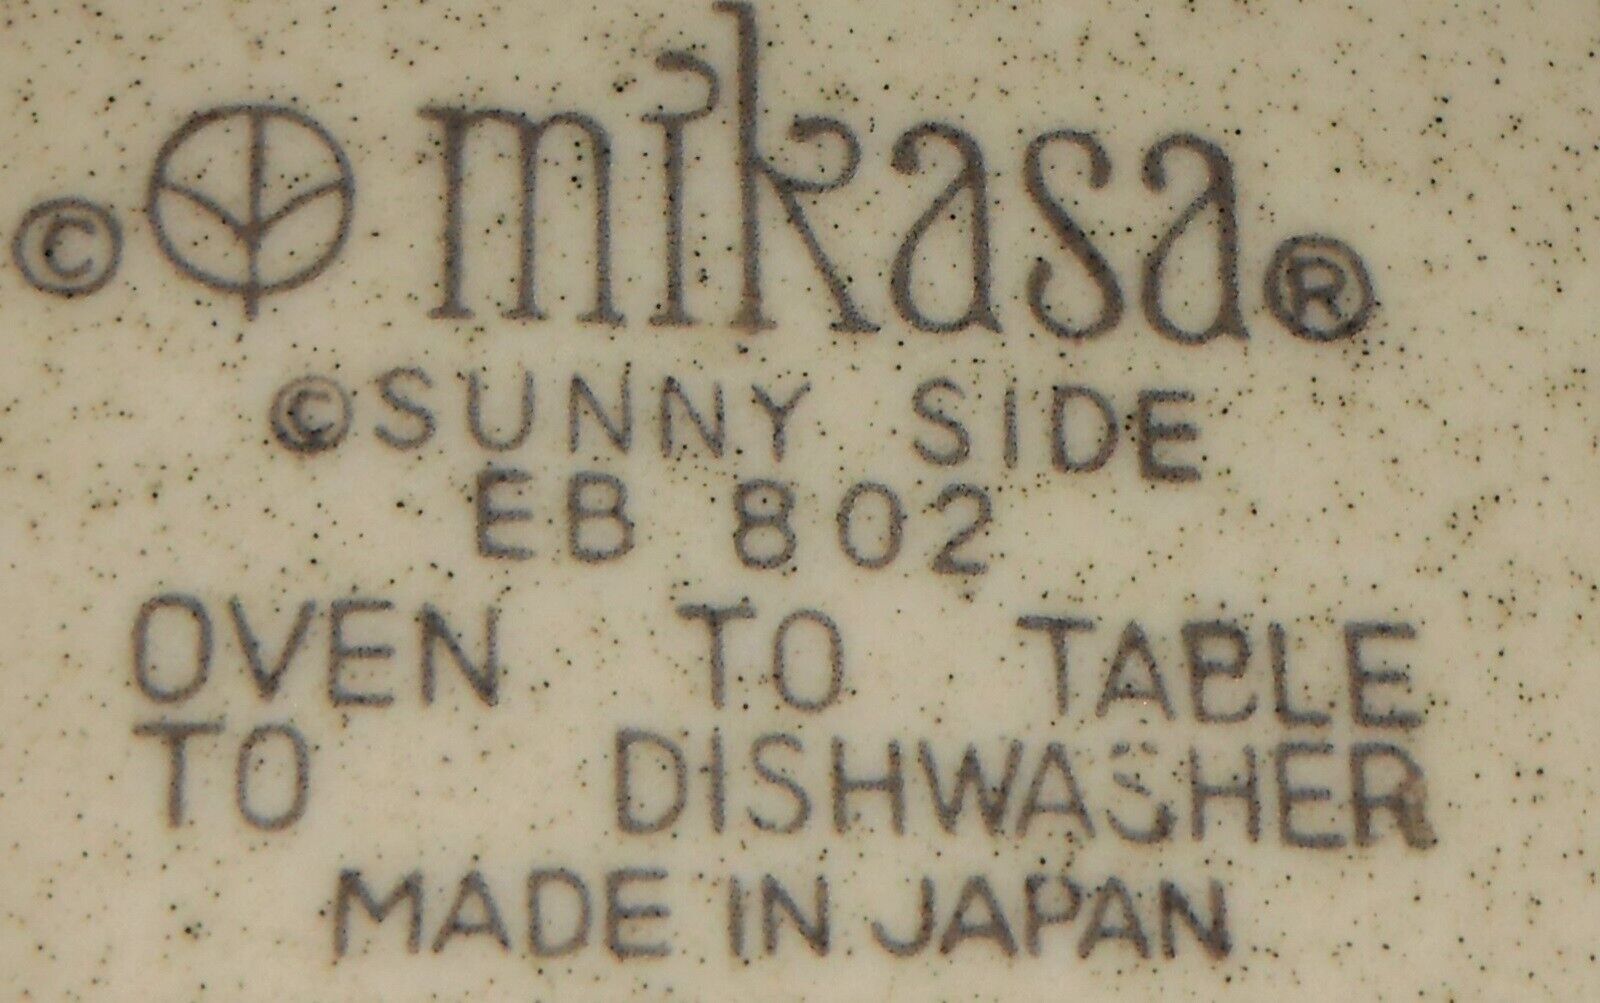 © mikasa®
© SUNNY SIDE
EB 802
OVEN TO TABLE
TO DISHWASHER
MADE IN JAPAN